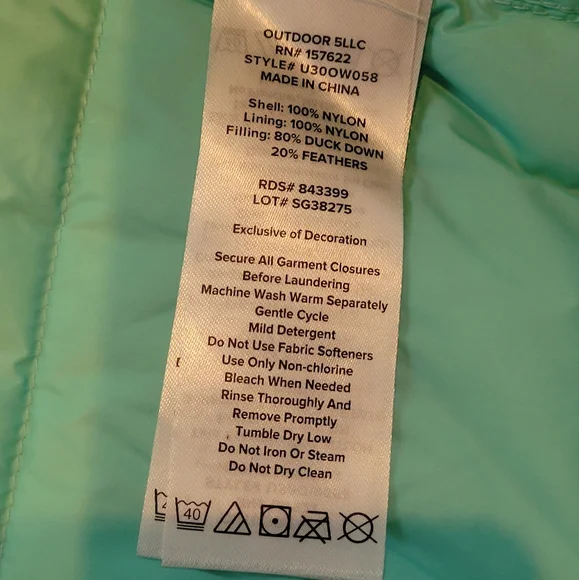 OUTDOOR 5LLC
RN# 157622
STYLE# U30OW058
MADE IN CHINA
Shell: 100% NYLON
Lining: 100% NYLON
Filling: 80% DUCK DOWN
20% FEATHERS
RDS# 843399
LOT# SG38275
Exclusive of Decoration
Secure All Garment Closures
Before Laundering
Machine Wash Warm Separately
Gentle Cycle
Mild Detergent
Do Not Use Fabric Softeners
Use Only Non-chlorine
Bleach When Needed
Rinse Thoroughly And
Remove Promptly
Tumble Dry Low
Do Not Iron Or Steam
Do Not Dry Clean
40